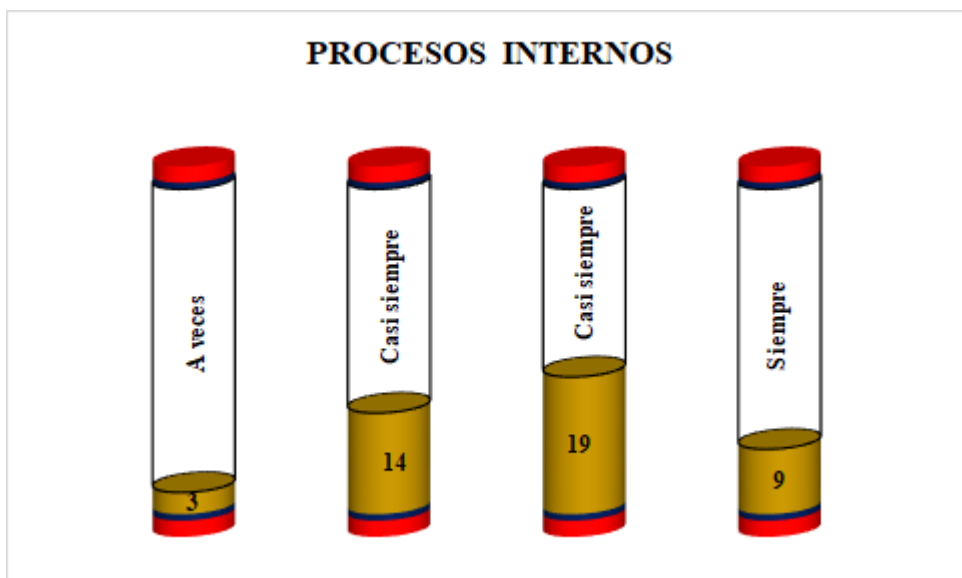 PROCESOS INTERNOS
A veces
Casi siempre
Casi siempre
Siempre
3
14
19
9